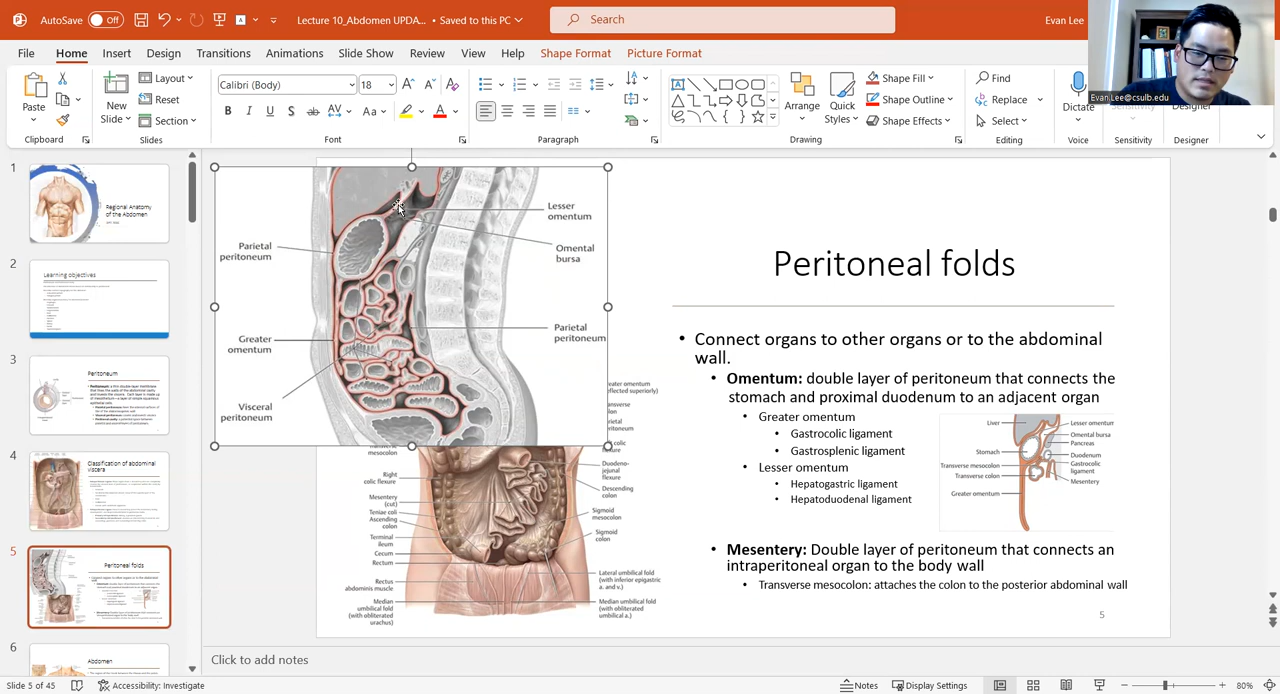 AutoSave Off Lecture 10_Abdomen UPDA... • Saved to this PC Search Evan Lee
File Home Insert Design Transitions Animations Slide Show Review View Help Shape Format Picture Format
Evan.Lee@csulb.edu
Paste
New
Slide
Layout
Reset
Section
Calibri (Body) 18
B I U S ab AV Aa A
Arrange
Quick
Styles
Shape Fill
Shape Outline
Shape Effects
Find
Replace
Select
Dictate
Sensitivity
Designer
Clipboard Slides Font Paragraph Drawing Editing Voice Sensitivity Designer
1
Regional Anatomy
of the Abdomen
2
Learning objectives
3
Peritoneum
4
Classification of abdominal
viscera
5
Peritoneal folds
6
Abdomen
Lesser
omentum
Omental
bursa
Parietal
peritoneum
Parietal
peritoneum
Greater
omentum
Visceral
peritoneum
mesocolon
Right
colic flexure
Mesentery
(cut)
Teniae coli
Ascending
colon
Terminal
ileum
Cecum
Rectum
Rectus
abdominis muscle
Median
umbilical fold
(with obliterated
urachus)
Duodeno-
jejunal
flexure
Descending
colon
Sigmoid
mesocolon
Sigmoid
colon
Lateral umbilical fold
(with inferior epigastric
a. and v.)
Median umbilical fold
(with obliterated
umbilical a.)
Peritoneal folds
• Connect organs to other organs or to the abdominal
wall.
• Omentum: double layer of peritoneum that connects the
stomach and proximal duodenum to an adjacent organ
• Greater omentum
• Gastrocolic ligament
• Gastrosplenic ligament
• Lesser omentum
• Hepatogastric ligament
• Hepatoduodenal ligament
Liver
Stomach
Transverse mesocolon
Transverse colon
Greater omentum
Lesser omentum
Omental bursa
Pancreas
Duodenum
Gastrocolic
ligament
Mesentery
• Mesentery: Double layer of peritoneum that connects an
intraperitoneal organ to the body wall
• Transverse mesocolon: attaches the colon to the posterior abdominal wall
5
Click to add notes
Slide 5 of 45 Accessibility: Investigate Notes Display Settings 80%